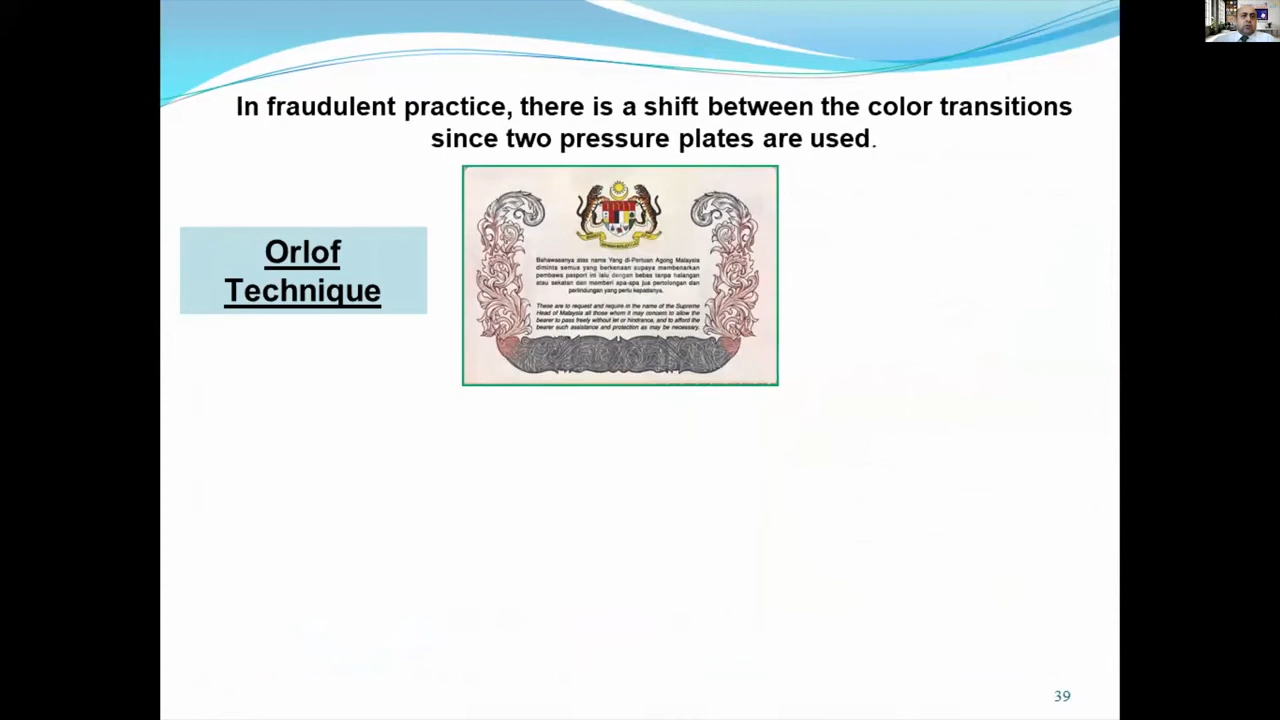 In fraudulent practice, there is a shift between the color transitions
since two pressure plates are used.
Orlof
Technique
Bahawasanya atas nama Yang di-Pertuan Agong Malaysia
diminta semua yang berkenaan supaya membenarkan
pembawa pasport ini lalu dengan bebas tanpa halangan
atau sekatan dan memberi apa-apa jua pertolongan dan
perlindungan yang perlu kepadanya.
These are to request and require in the name of the Supreme
Head of Malaysia all those whom it may concern to allow the
bearer to pass freely without let or hindrance, and to afford the
bearer such assistance and protection as may be necessary.
39